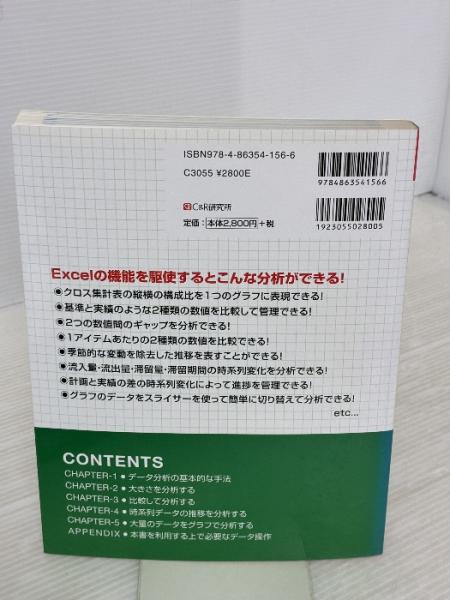 ISBN978-4-86354-156-6
C3055 ¥2800E
9784863541566
C&R研究所
定価：本体2,800円＋税
1923055028005
Excelの機能を駆使するとこんな分析ができる!
●クロス集計表の縦横の構成比を1つのグラフに表現できる!
●基準と実績のような2種類の数値を比較して管理できる!
●2つの数値間のギャップを分析できる!
●1アイテムあたりの2種類の数値を比較できる!
●季節的な変動を除去した推移を表すことができる!
●流入量・流出量・滞留量・滞留期間の時系列変化を分析できる!
●計画と実績の差の時系列変化によって進捗を管理できる!
●グラフのデータをスライサーを使って簡単に切り替えて分析できる!
etc...
CONTENTS
CHAPTER-1 ● データ分析の基本的な手法
CHAPTER-2 ● 大きさを分析する
CHAPTER-3 ● 比較して分析する
CHAPTER-4 ● 時系列データの推移を分析する
CHAPTER-5 ● 大量のデータをグラフで分析する
APPENDIX ● 本書を利用する上で必要なデータ操作